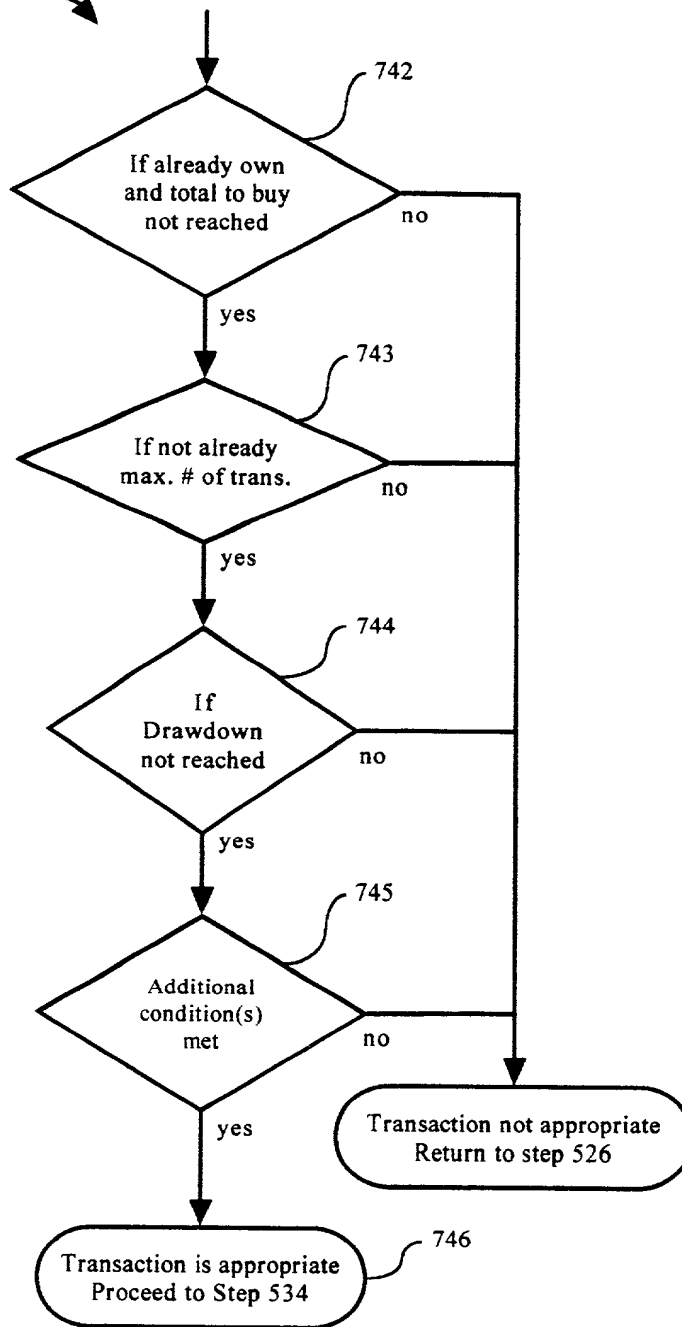 742
If already own
and total to buy
not reached
no
yes
743
If not already
max. # of trans.
no
yes
744
If
Drawdown
not reached
no
yes
745
Additional
condition(s)
met
no
yes
Transaction not appropriate
Return to step 526
746
Transaction is appropriate
Proceed to Step 534